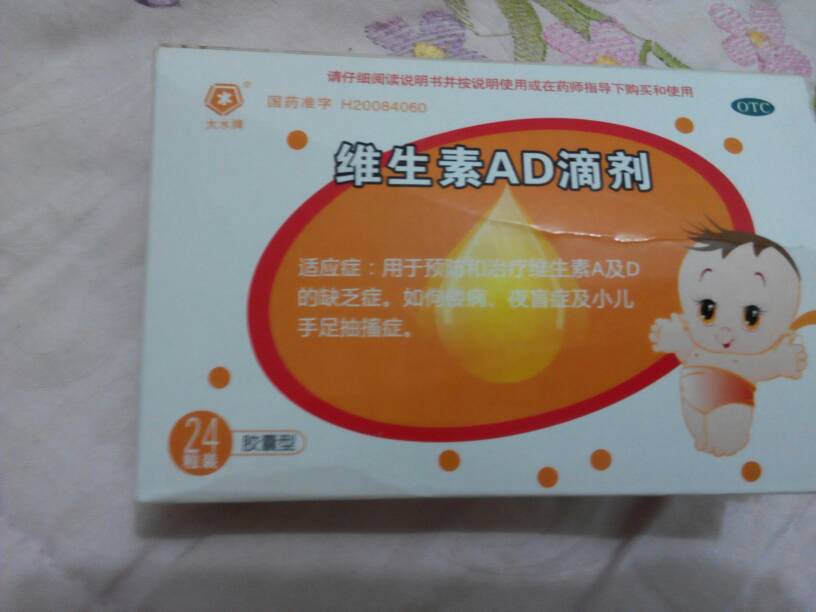 请仔细阅读说明书并按说明使用或在药师指导下购买和使用
国药准字 H20084060
OTC
大水牌
维生素AD滴剂
适应症：用于预防和治疗维生素A及D
的缺乏症。如佝偻病、夜盲症及小儿
手足抽搐症。
24
粒装
胶囊型